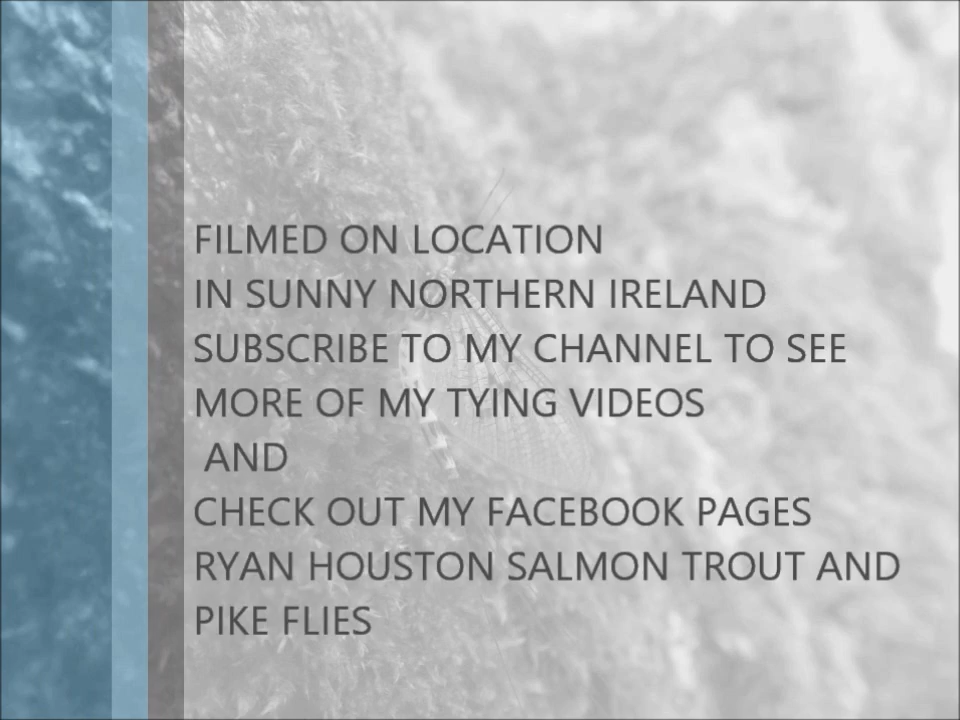 FILMED ON LOCATION
IN SUNNY NORTHERN IRELAND
SUBSCRIBE TO MY CHANNEL TO SEE
MORE OF MY TYING VIDEOS
AND
CHECK OUT MY FACEBOOK PAGES
RYAN HOUSTON SALMON TROUT AND
PIKE FLIES